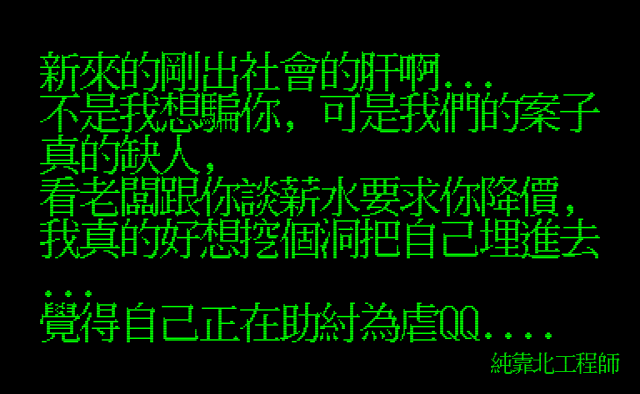 新來的剛出社會的肝啊...
不是我想騙你，可是我們的案子
真的缺人，
看老闆跟你談薪水要求你降價，
我真的好想挖個洞把自己埋進去
...
覺得自己正在助紂為虐QQ....
純靠北工程師